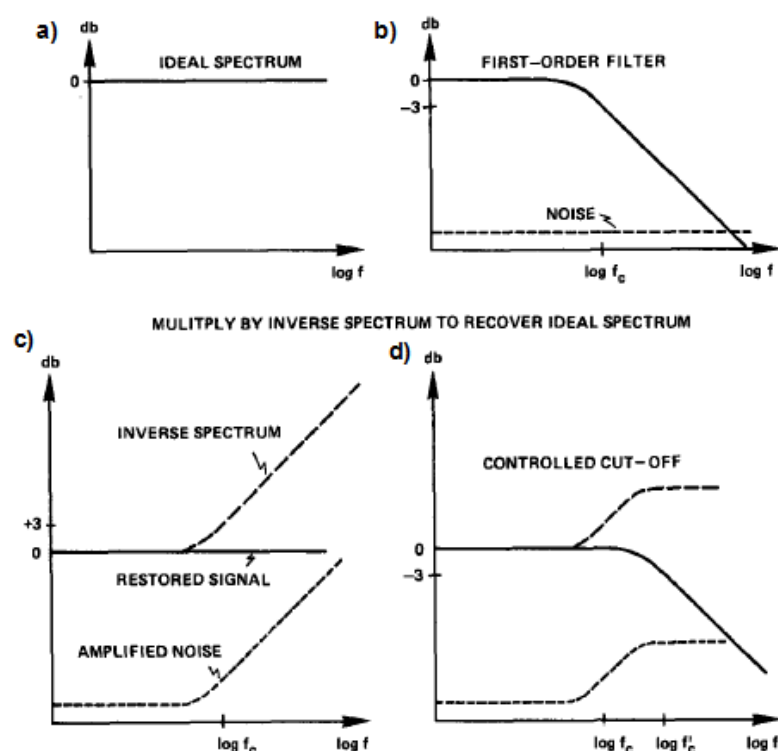 a)
db
IDEAL SPECTRUM
0
log f
b)
db
FIRST-ORDER FILTER
0
-3
NOISE
log fc
log f
MULITPLY BY INVERSE SPECTRUM TO RECOVER IDEAL SPECTRUM
c)
db
INVERSE SPECTRUM
+3
0
RESTORED SIGNAL
AMPLIFIED NOISE
log fc
log f
d)
db
CONTROLLED CUT-OFF
0
-3
log fc
log f'c
log f